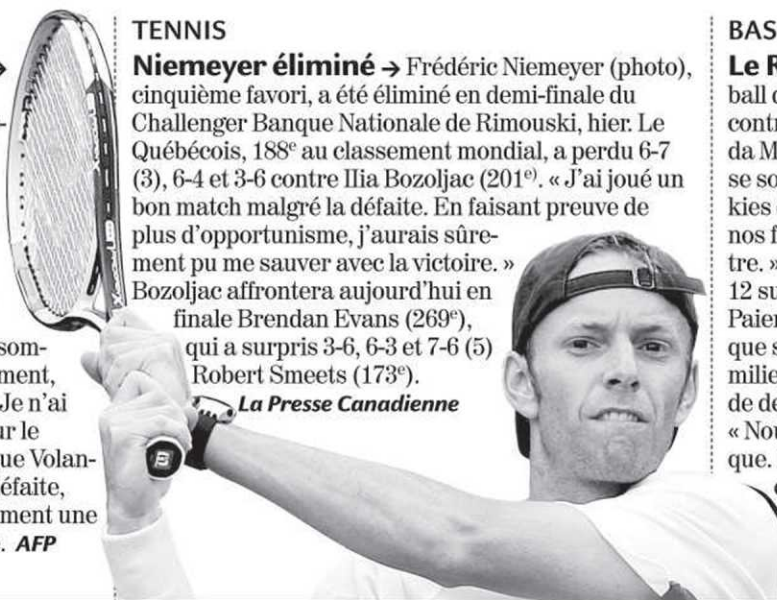 TENNIS
Niemeyer éliminé → Frédéric Niemeyer (photo),
cinquième favori, a été éliminé en demi-finale du
Challenger Banque Nationale de Rimouski, hier. Le
Québécois, 188e au classement mondial, a perdu 6-7
(3), 6-4 et 3-6 contre Ilia Bozoljac (201e). « J'ai joué un
bon match malgré la défaite. En faisant preuve de
plus d'opportunisme, j'aurais sûre-
ment pu me sauver avec la victoire. »
Bozoljac affrontera aujourd'hui en
finale Brendan Evans (269e),
qui a surpris 3-6, 6-3 et 7-6 (5)
Robert Smeets (173e).
La Presse Canadienne
som-
ment,
Je n'ai
ur le
ue Volan-
éfaite,
ment une
. AFP
BAS
Le R
ball c
contr
da M
se so
kies
nos f
tre. »
12 su
Paier
que s
milie
de de
« Nou
que.
B